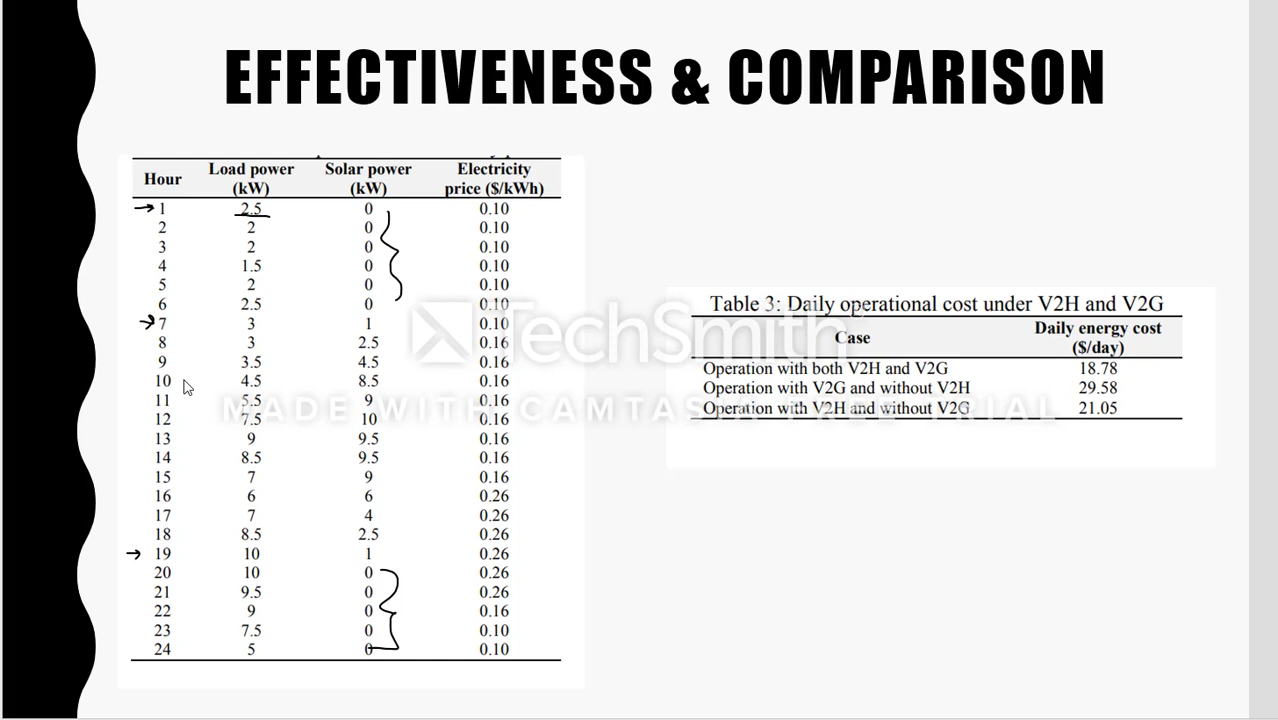 EFFECTIVENESS & COMPARISON
Hour Load power (kW) Solar power (kW) Electricity price ($/kWh)
1 2.5 0 0.10
2 2 0 0.10
3 2 0 0.10
4 1.5 0 0.10
5 2 0 0.10
6 2.5 0 0.10
7 3 1 0.10
8 3 2.5 0.16
9 3.5 4.5 0.16
10 4.5 8.5 0.16
11 5.5 9 0.16
12 7.5 10 0.16
13 9 9.5 0.16
14 8.5 9.5 0.16
15 7 9 0.16
16 6 6 0.26
17 7 4 0.26
18 8.5 2.5 0.26
19 10 1 0.26
20 10 0 0.26
21 9.5 0 0.26
22 9 0 0.16
23 7.5 0 0.10
24 5 0 0.10
Table 3: Daily operational cost under V2H and V2G
Case Daily energy cost ($/day)
Operation with both V2H and V2G 18.78
Operation with V2G and without V2H 29.58
Operation with V2H and without V2G 21.05
TechSmith
MADE WITH CAMTASIA FREE TRIAL